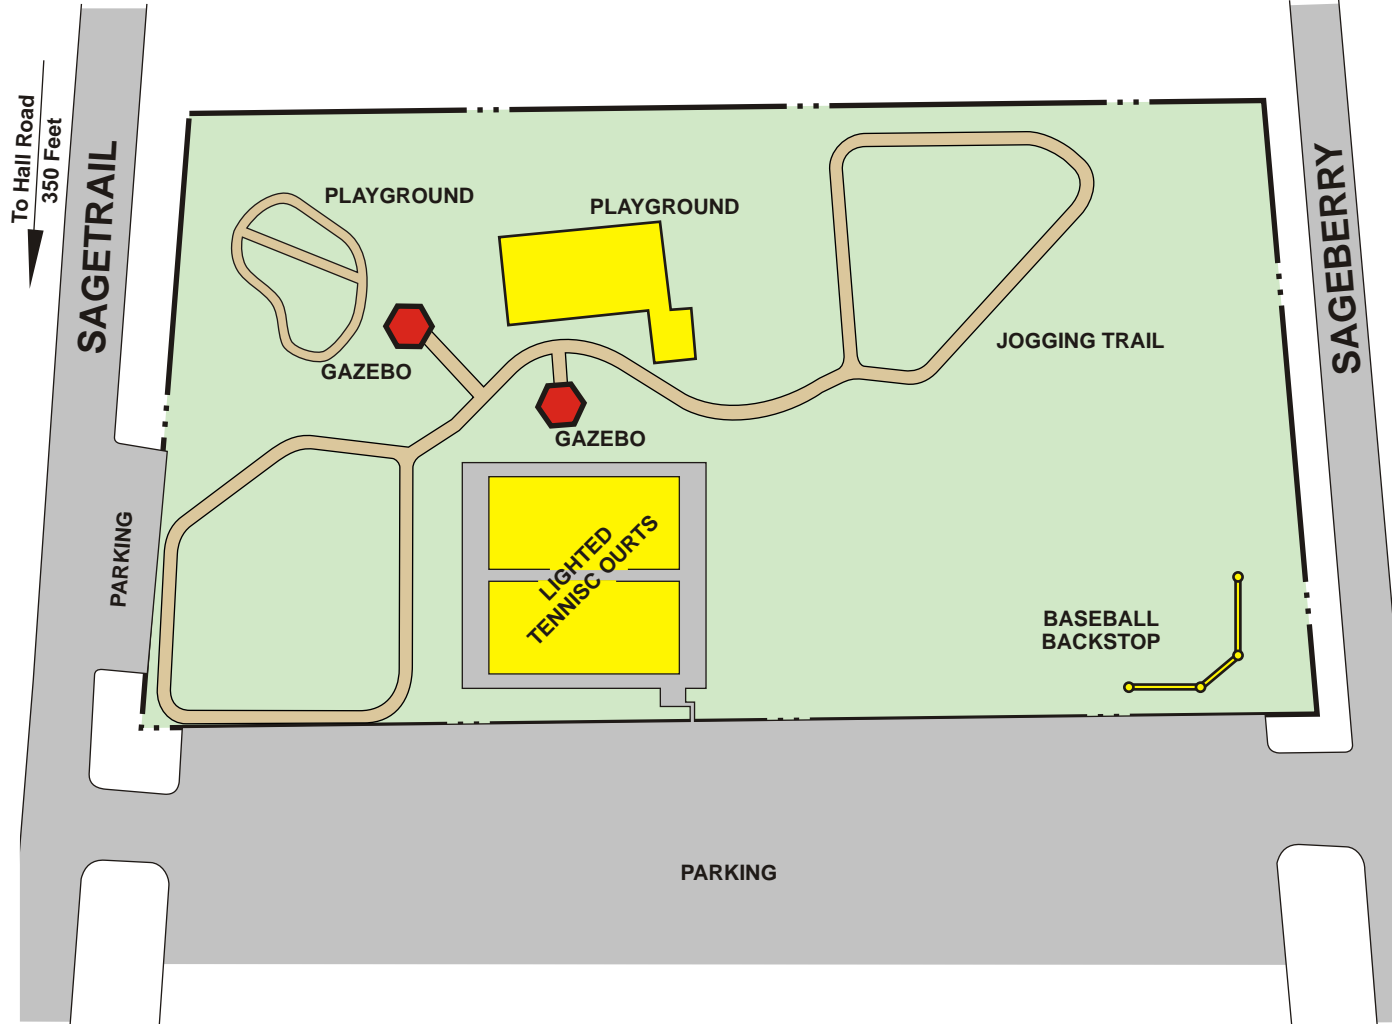 To Hall Road
350 Feet
SAGETRAIL
SAGEBERRY
PLAYGROUND
PLAYGROUND
JOGGING TRAIL
GAZEBO
GAZEBO
PARKING
LIGHTED
TENNISC OURTS
BASEBALL
BACKSTOP
PARKING